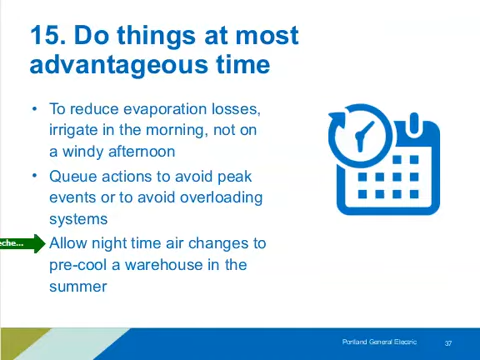 15. Do things at most
advantageous time
• To reduce evaporation losses,
irrigate in the morning, not on
a windy afternoon
• Queue actions to avoid peak
events or to avoid overloading
systems
eche...
Allow night time air changes to
pre-cool a warehouse in the
summer
Portland General Electric
37